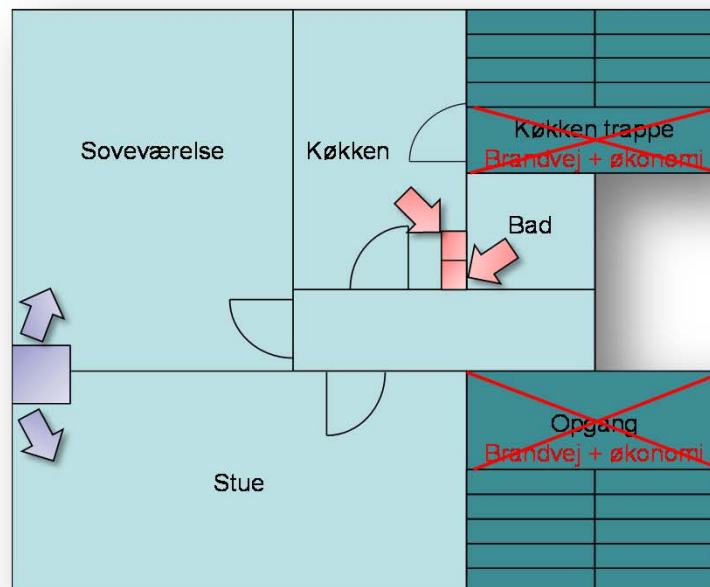 Køkken trappe
Brandvej + økonomi
Soveværelse
Køkken
Bad
Opgang
Brandvej + økonomi
Stue